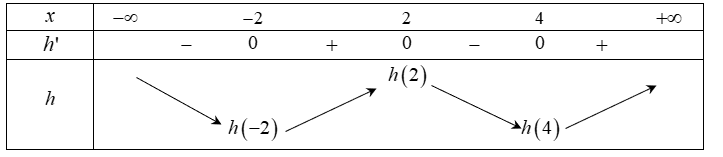 x −∞ −2 2 4 +∞
h' − 0 + 0 − 0 +
h(2)
h
h(−2) h(4)